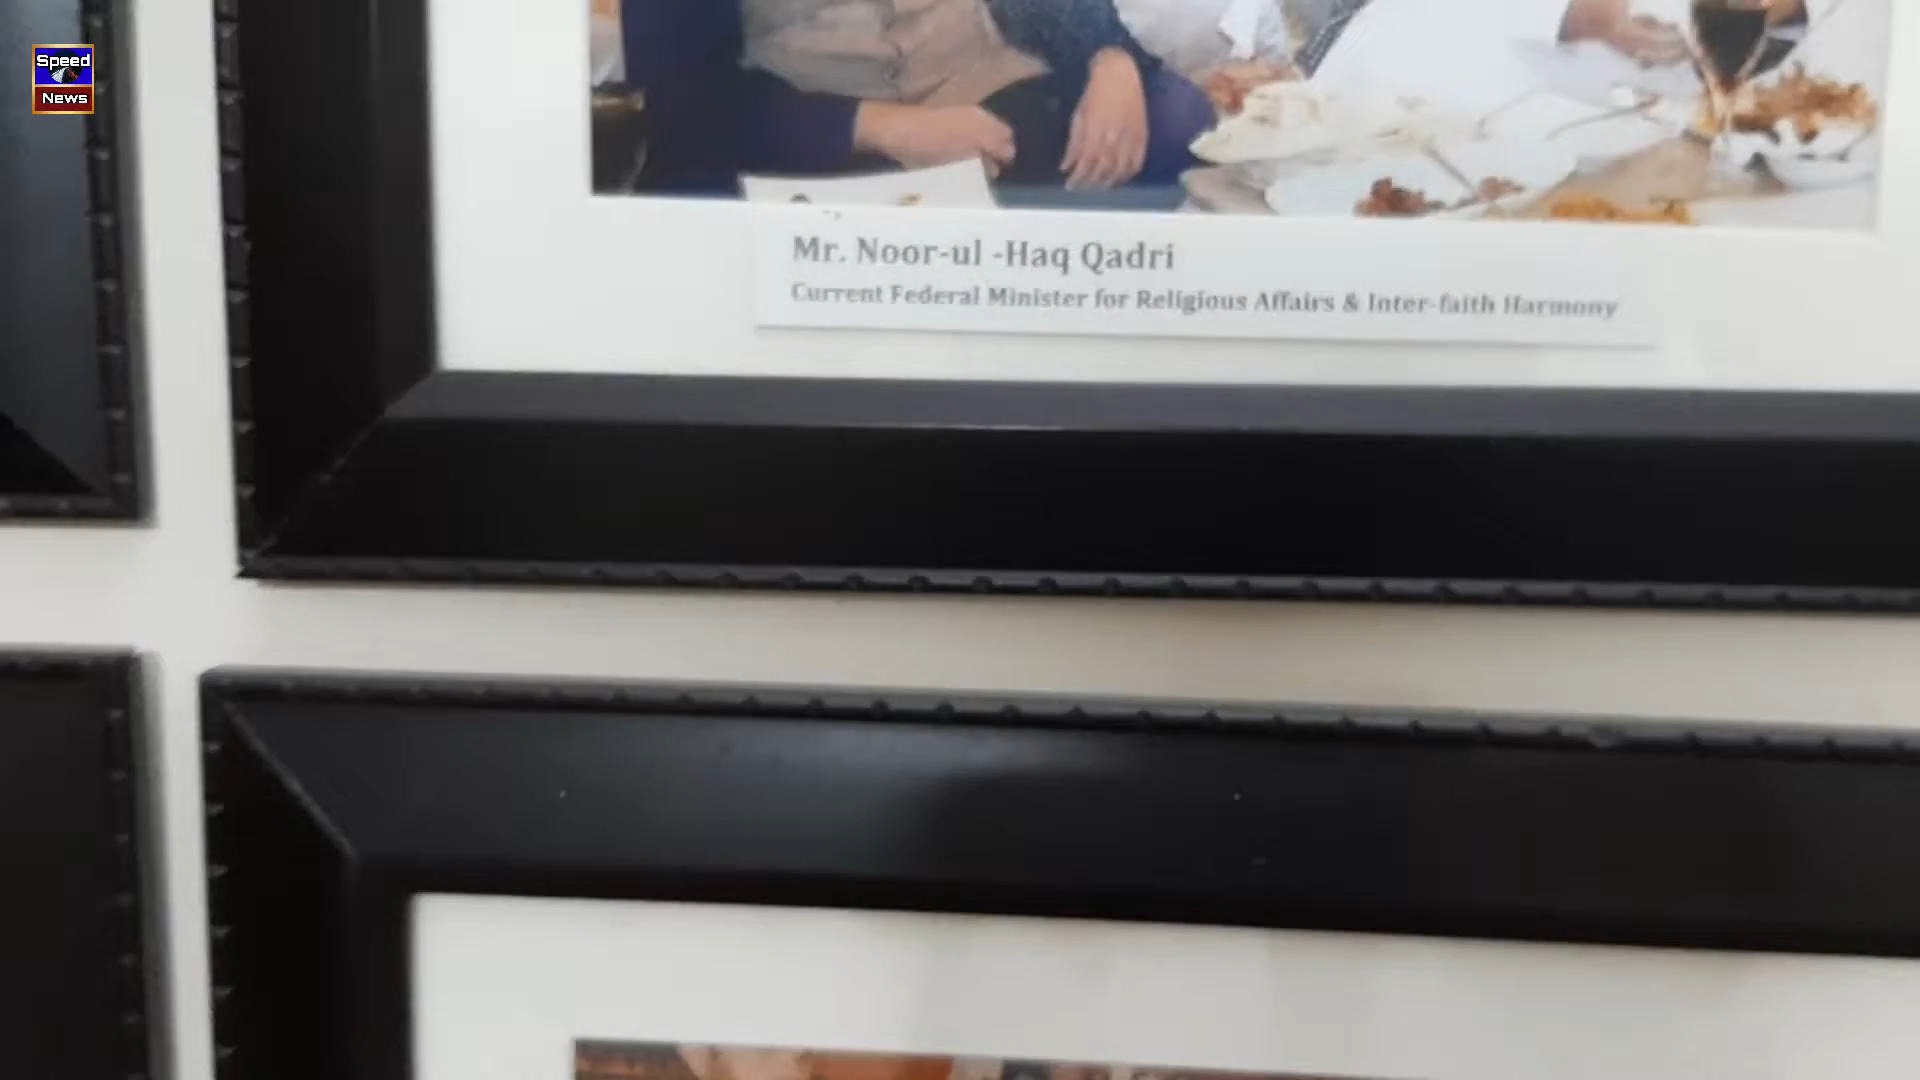 Speed
News
Mr. Noor-ul -Haq Qadri
Current Federal Minister for Religious Affairs & Inter-faith Harmony